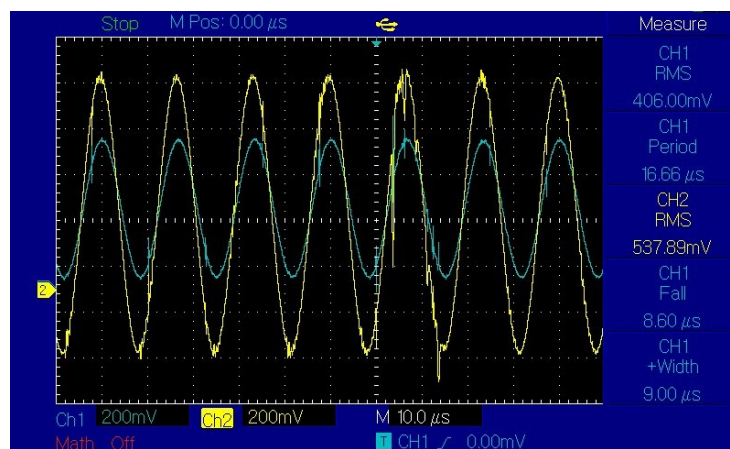 Stop M Pos: 0.00 μs Measure
CH1
RMS
406.00mV
CH1
Period
16.66 μs
CH2
RMS
537.89mV
CH1
Fall
8.60 μs
CH1
+Width
9.00 μs
2
Ch1 200mV Ch2 200mV M 10.0 μs
Math Off T CH1 0.00mV